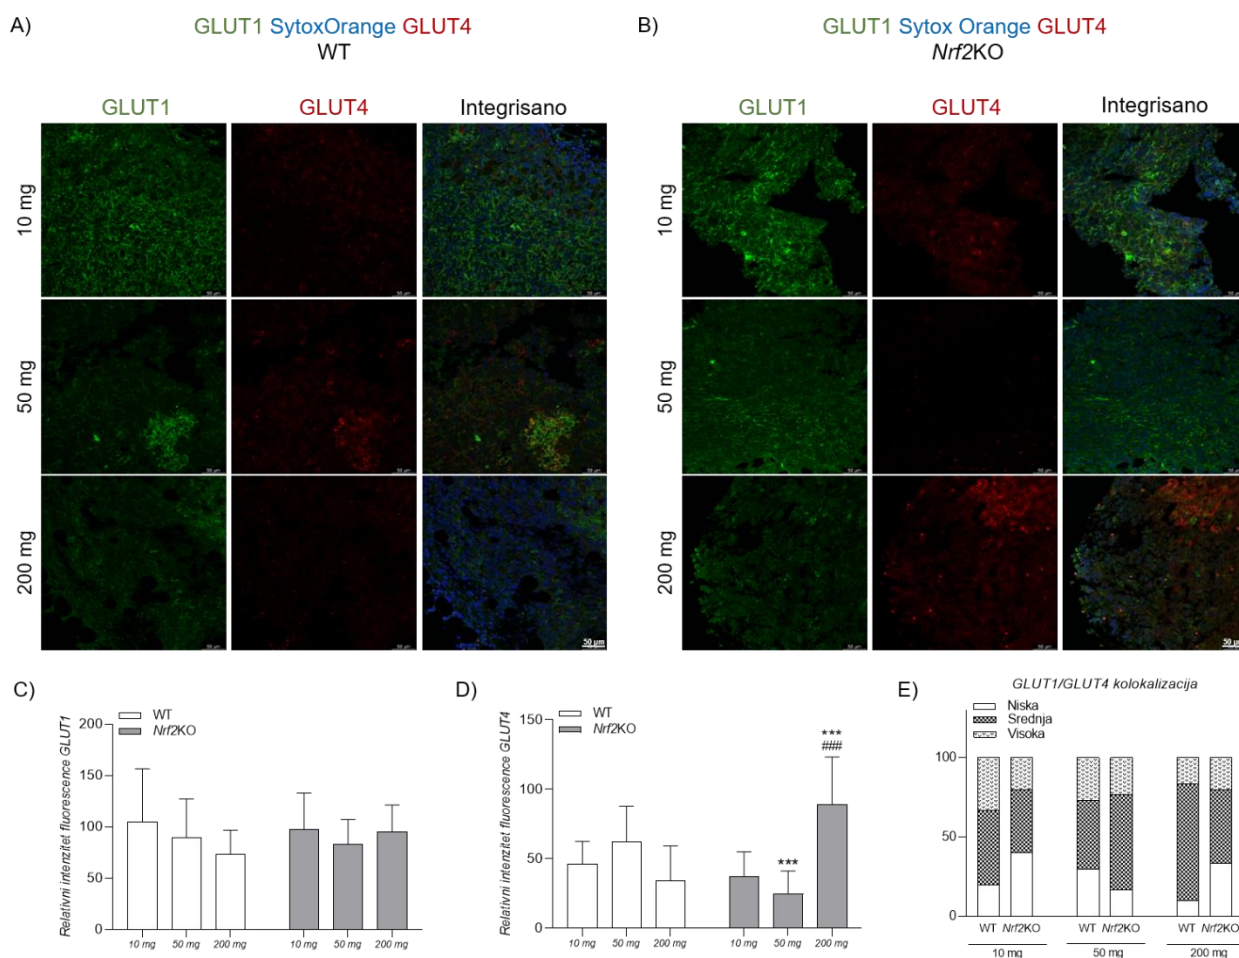 A)
GLUT1 SytoxOrange GLUT4
WT
GLUT1 GLUT4 Integrisano
10 mg
50 mg
200 mg
50 µm
B)
GLUT1 Sytox Orange GLUT4
Nrf2KO
GLUT1 GLUT4 Integrisano
10 mg
50 mg
200 mg
50 µm
C)
WT
Nrf2KO
Relativni intenzitet fluorescence GLUT1
200
150
100
50
0
10 mg 50 mg 200 mg 10 mg 50 mg 200 mg
D)
WT
Nrf2KO
Relativni intenzitet fluorescence GLUT4
150
100
50
0
***
***
###
10 mg 50 mg 200 mg 10 mg 50 mg 200 mg
E)
GLUT1/GLUT4 kolokalizacija
Niska
Srednja
Visoka
100
50
0
WT Nrf2KO WT Nrf2KO WT Nrf2KO
10 mg 50 mg 200 mg